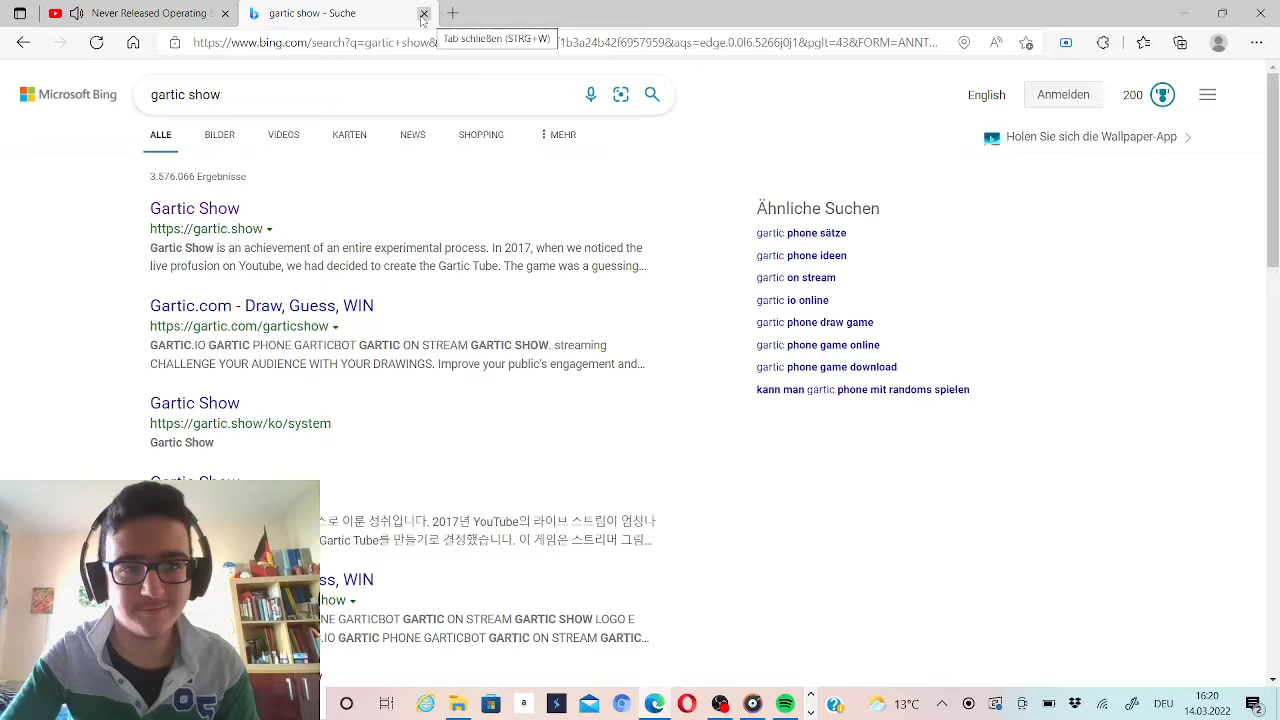 Never Released
gartic show - Suche
Tab schließen (STRG+W)
https://www.bing.com/search?q=gartic+show&
1b3a24b42f6957959&aqs=edge.0.0l6.5266j0j1&pglt=43&FORM=ANNT...
Microsoft Bing
gartic show
English
Anmelden
200
ALLE
BILDER
VIDEOS
KARTEN
NEWS
SHOPPING
MEHR
Holen Sie sich die Wallpaper-App
3.576.066 Ergebnisse
Gartic Show
https://gartic.show
Gartic Show is an achievement of an entire experimental process. In 2017, when we noticed the
live profusion on Youtube, we had decided to create the Gartic Tube. The game was a guessing...
Gartic.com - Draw, Guess, WIN
https://gartic.com/garticshow
GARTIC.IO GARTIC PHONE GARTICBOT GARTIC ON STREAM GARTIC SHOW. streaming
CHALLENGE YOUR AUDIENCE WITH YOUR DRAWINGS. Improve your public's engagement and...
Gartic Show
https://gartic.show/ko/system
Gartic Show
Gartic Show
스로 이룬 성취입니다. 2017년 YouTube의 라이브 스트림이 엄청나
Gartic Tube를 만들기로 결성했습니다. 이 게임은 스트리머 그림...
ss, WIN
how
NE GARTICBOT GARTIC ON STREAM GARTIC SHOW LOGO E
.IO GARTIC PHONE GARTICBOT GARTIC ON STREAM GARTIC...
Ähnliche Suchen
gartic phone sätze
gartic phone ideen
gartic on stream
gartic io online
gartic phone draw game
gartic phone game online
gartic phone game download
kann man gartic phone mit randoms spielen
13°C
DEU
16:20
14.03.2022
2